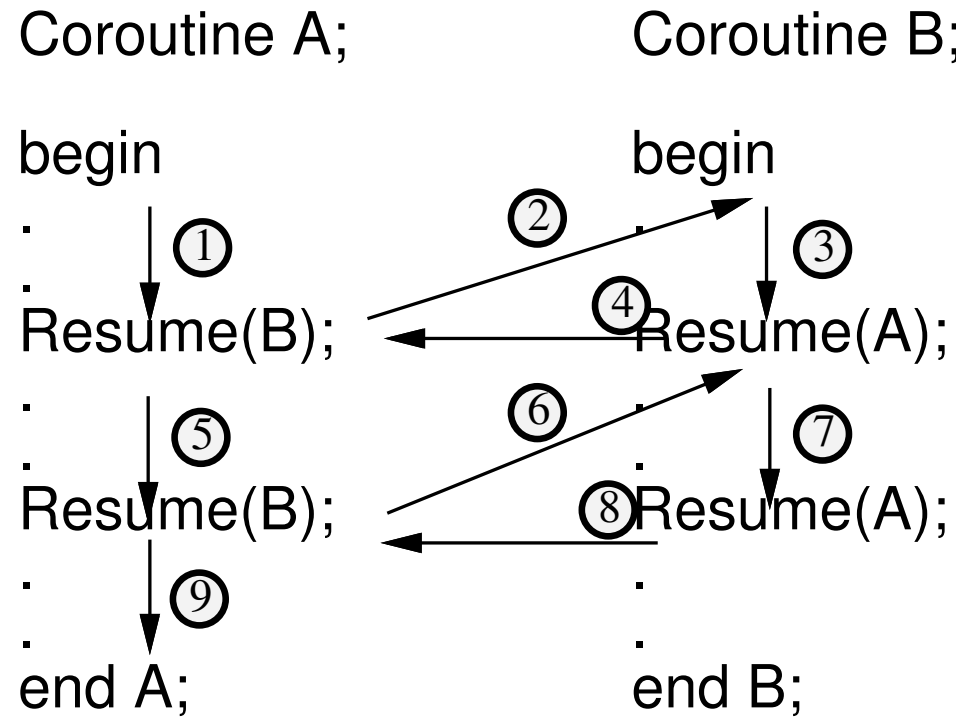 Coroutine A;
begin
1
.
.
Resume(B);
.
5
.
Resume(B);
.
9
.
end A;
2
4
6
8
Coroutine B;
begin
.
3
.
Resume(A);
.
7
.
Resume(A);
.
.
end B;